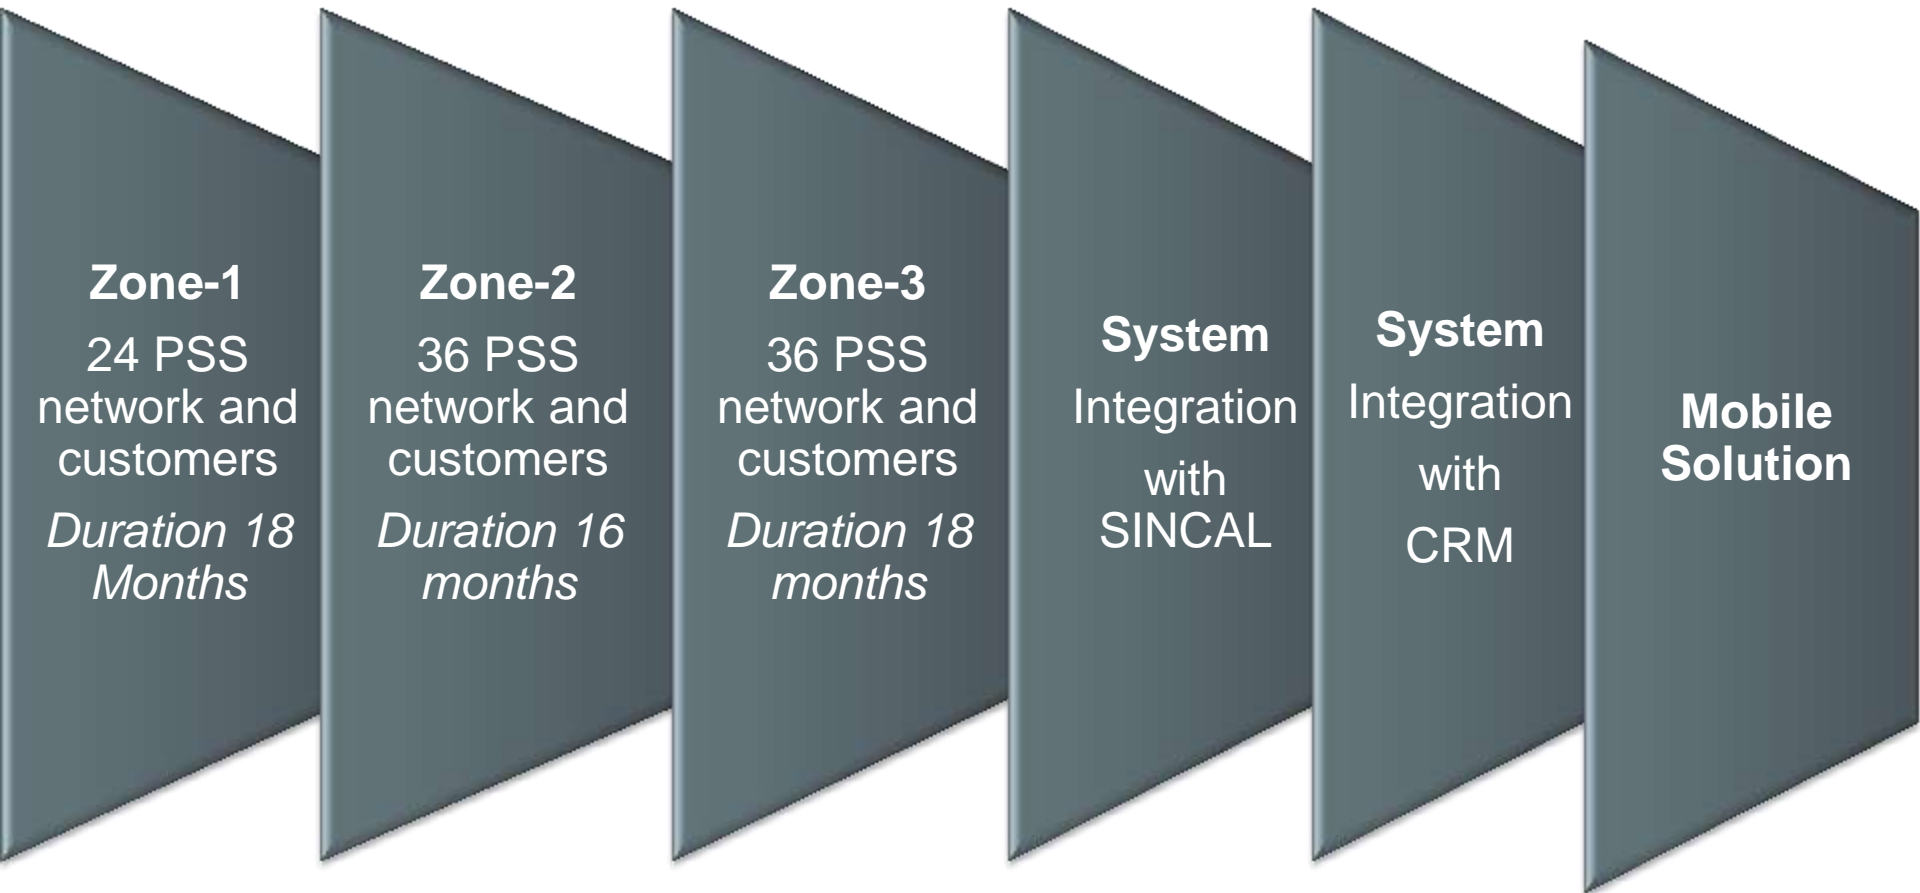 Zone-1
24 PSS
network and
customers
Duration 18
Months
Zone-2
36 PSS
network and
customers
Duration 16
months
Zone-3
36 PSS
network and
customers
Duration 18
months
System
Integration
with
SINCAL
System
Integration
with
CRM
Mobile
Solution